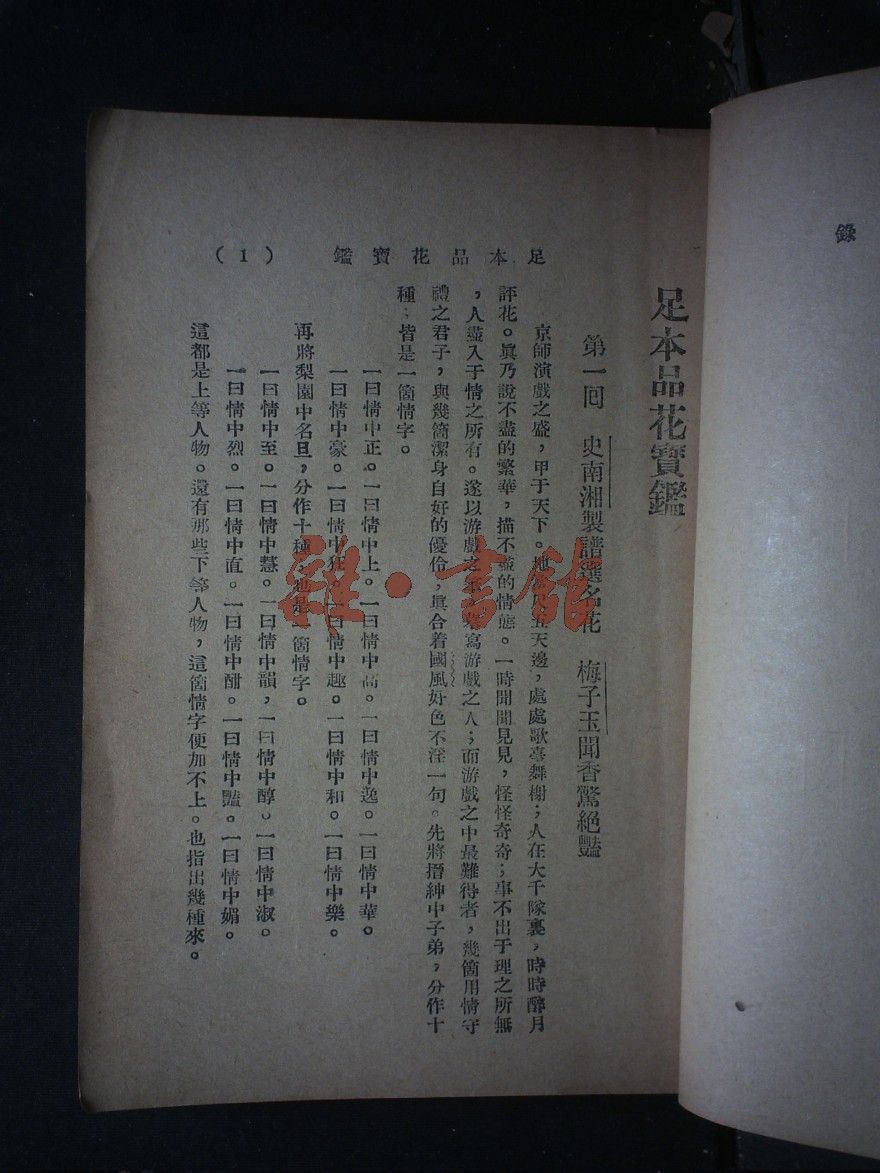 錄
足本品花寶鑑
第一回 史南湘製譜選名花 梅子玉聞香驚絕豔
京師演戲之盛，甲于天下。地當尺五天邊，處處歌臺舞榭；人在大千隊裏，時時醉月
評花。眞乃說不盡的繁華，描不盡的情態。一時聞聞見見，怪怪奇奇；事不出于理之所無
，人盡入于情之所有。遂以游戲之筆，寫游戲之人；而游戲之中最難得者，幾箇用情守
禮之君子，與幾箇潔身自好的優伶，眞合着國風好色不淫一句。先將搢紳中子弟，分作十
種；皆是一箇情字。
一曰情中正。一曰情中上。一曰情中高。一曰情中逸。一曰情中華。
一曰情中豪。一曰情中狂。一曰情中趣。一曰情中和。一曰情中樂。
再將梨園中名旦，分作十種，也是一箇情字。
一曰情中至。一曰情中慧。一曰情中韻，一曰情中醇。一曰情中淑。
一曰情中烈。一曰情中直。一曰情中酣。一曰情中豔。一曰情中媚。
這都是上等人物。還有那些下等人物，這箇情字便加不上。也指出幾種來。
足本品花寶鑑 (1)
雜·書館